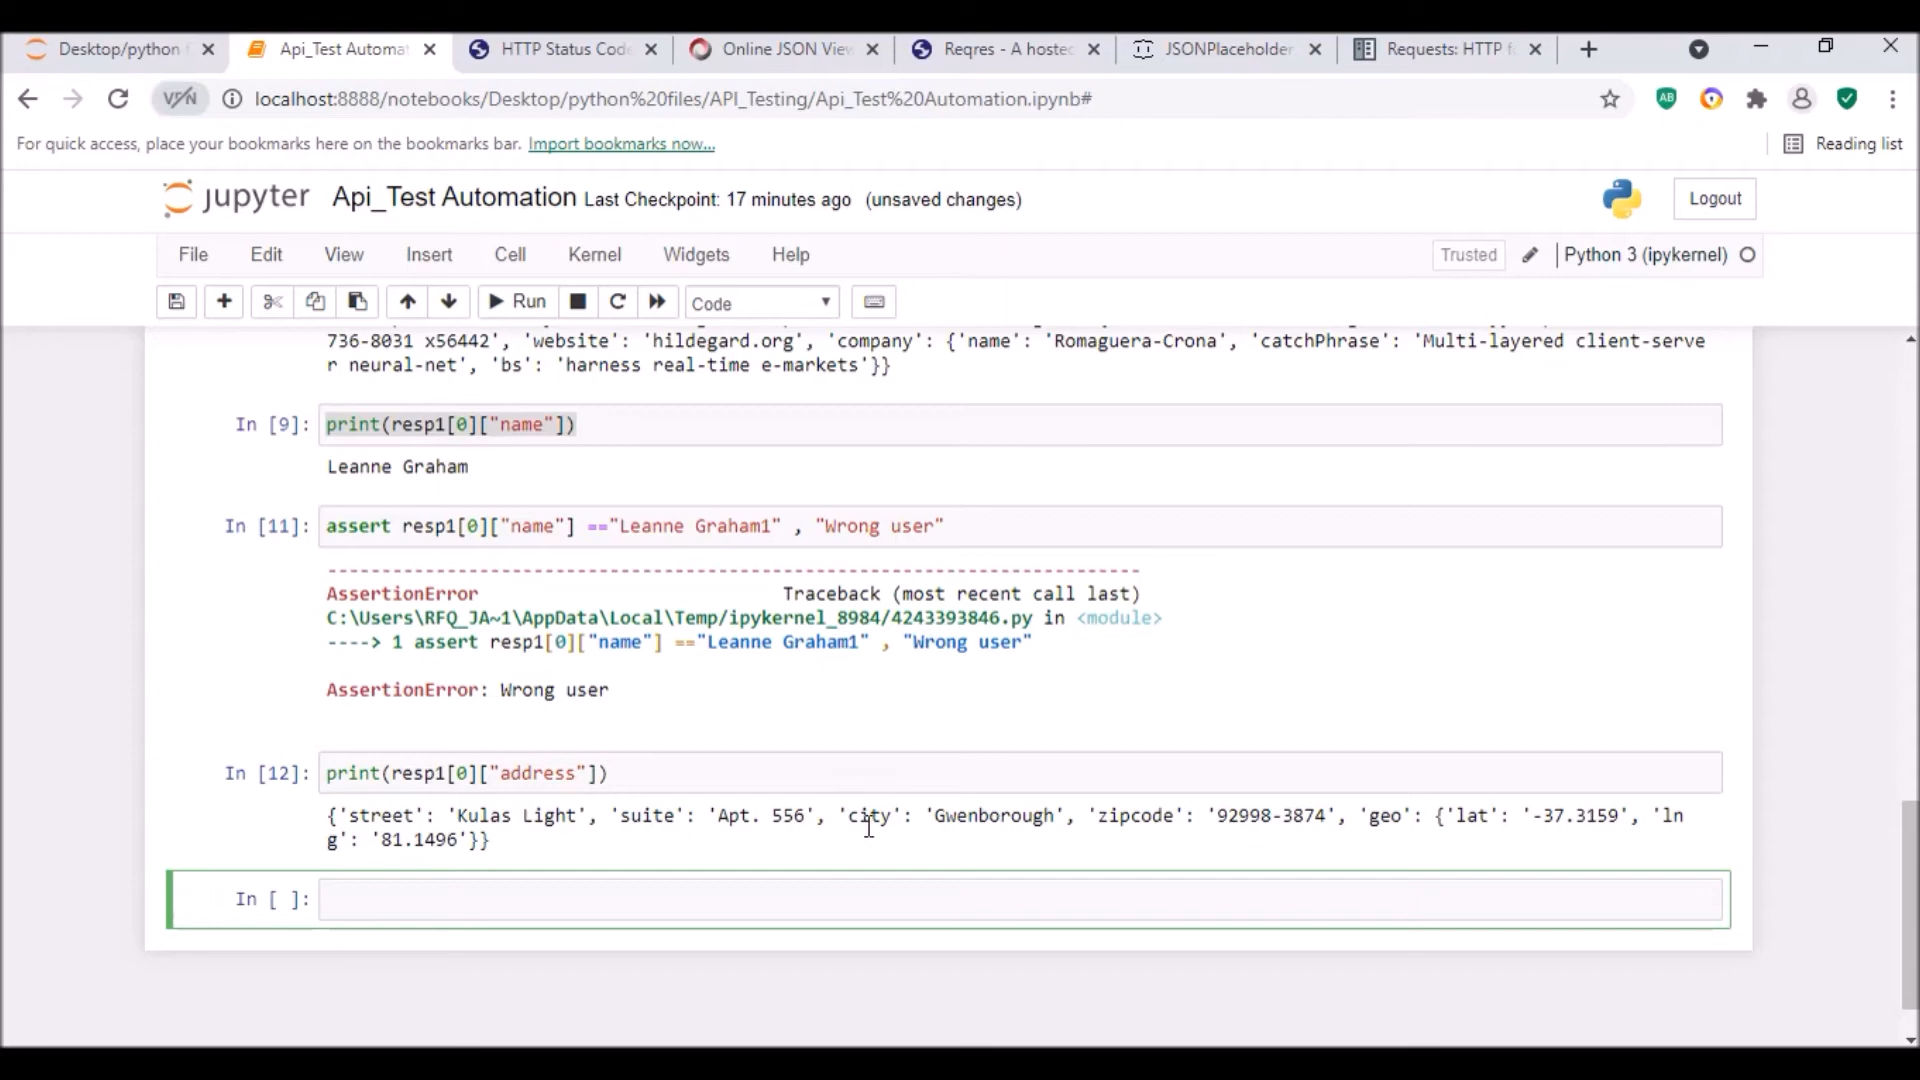 Desktop/python f
Api_Test Automat
HTTP Status Code
Online JSON View
Reqres - A hosted
JSONPlaceholder
Requests: HTTP f
VPN
localhost:8888/notebooks/Desktop/python%20files/API_Testing/Api_Test%20Automation.ipynb#
AB
For quick access, place your bookmarks here on the bookmarks bar. Import bookmarks now...
Reading list
jupyter Api_Test Automation Last Checkpoint: 17 minutes ago (unsaved changes)
Logout
File Edit View Insert Cell Kernel Widgets Help
Trusted
Python 3 (ipykernel)
Run
Code
736-8031 x56442', 'website': 'hildegard.org', 'company': {'name': 'Romaguera-Crona', 'catchPhrase': 'Multi-layered client-serve
r neural-net', 'bs': 'harness real-time e-markets'}}
In [9]: print(resp1[0]["name"])
Leanne Graham
In [11]: assert resp1[0]["name"] =="Leanne Graham1" , "Wrong user"
---------------------------------------------------------------------------
AssertionError Traceback (most recent call last)
C:\Users\RFQ_JA~1\AppData\Local\Temp/ipykernel_8984/4243393846.py in <module>
----> 1 assert resp1[0]["name"] =="Leanne Graham1" , "Wrong user"
AssertionError: Wrong user
In [12]: print(resp1[0]["address"])
{'street': 'Kulas Light', 'suite': 'Apt. 556', 'city': 'Gwenborough', 'zipcode': '92998-3874', 'geo': {'lat': '-37.3159', 'ln
g': '81.1496'}}
In [ ]: